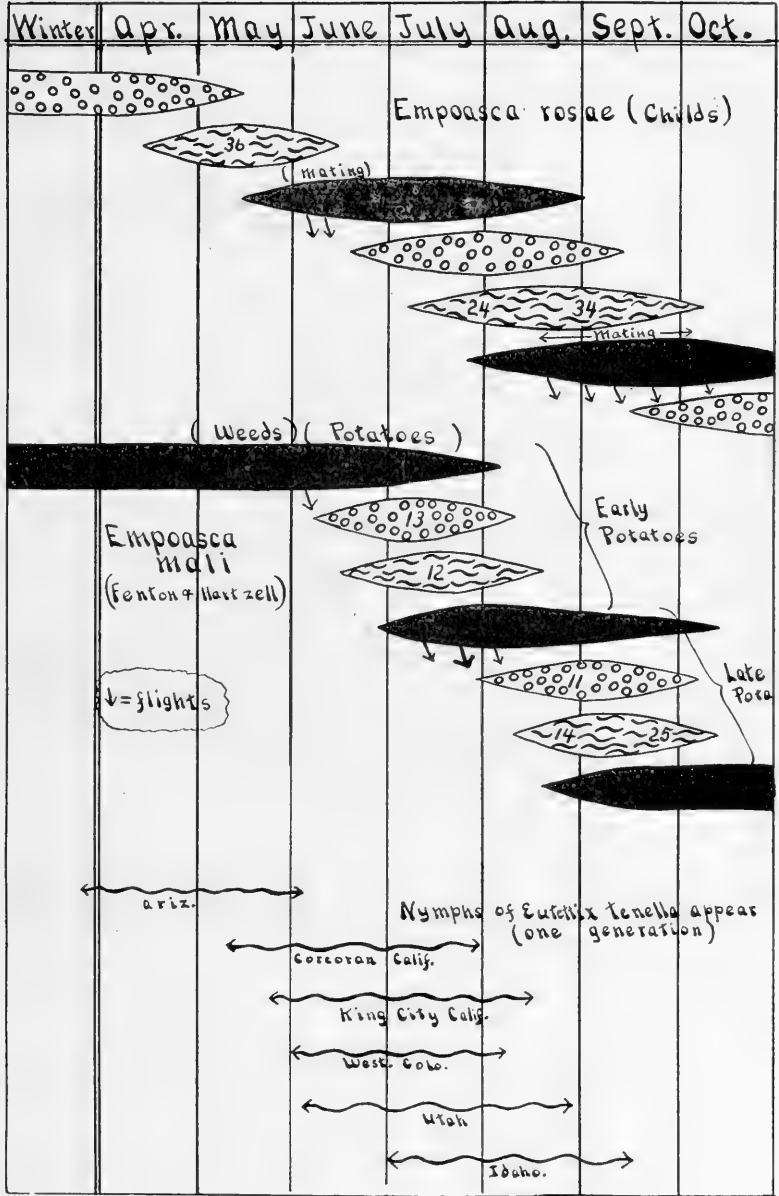 Winter Apr. May June July Aug. Sept. Oct.
Empoasca rosae (Childs)
36
(Mating)
24 34
Mating
(Weeds) (Potatoes)
13
Early
Potatoes
Empoasca
mali
(Fenton & Hartzell)
12
11
Late
Pota
↓=flights
14 25
Ariz.
Nymphs of Eutettix tenella appear
(one generation)
Corcoran Calif.
King City Calif.
West. Colo.
Utah
Idaho.